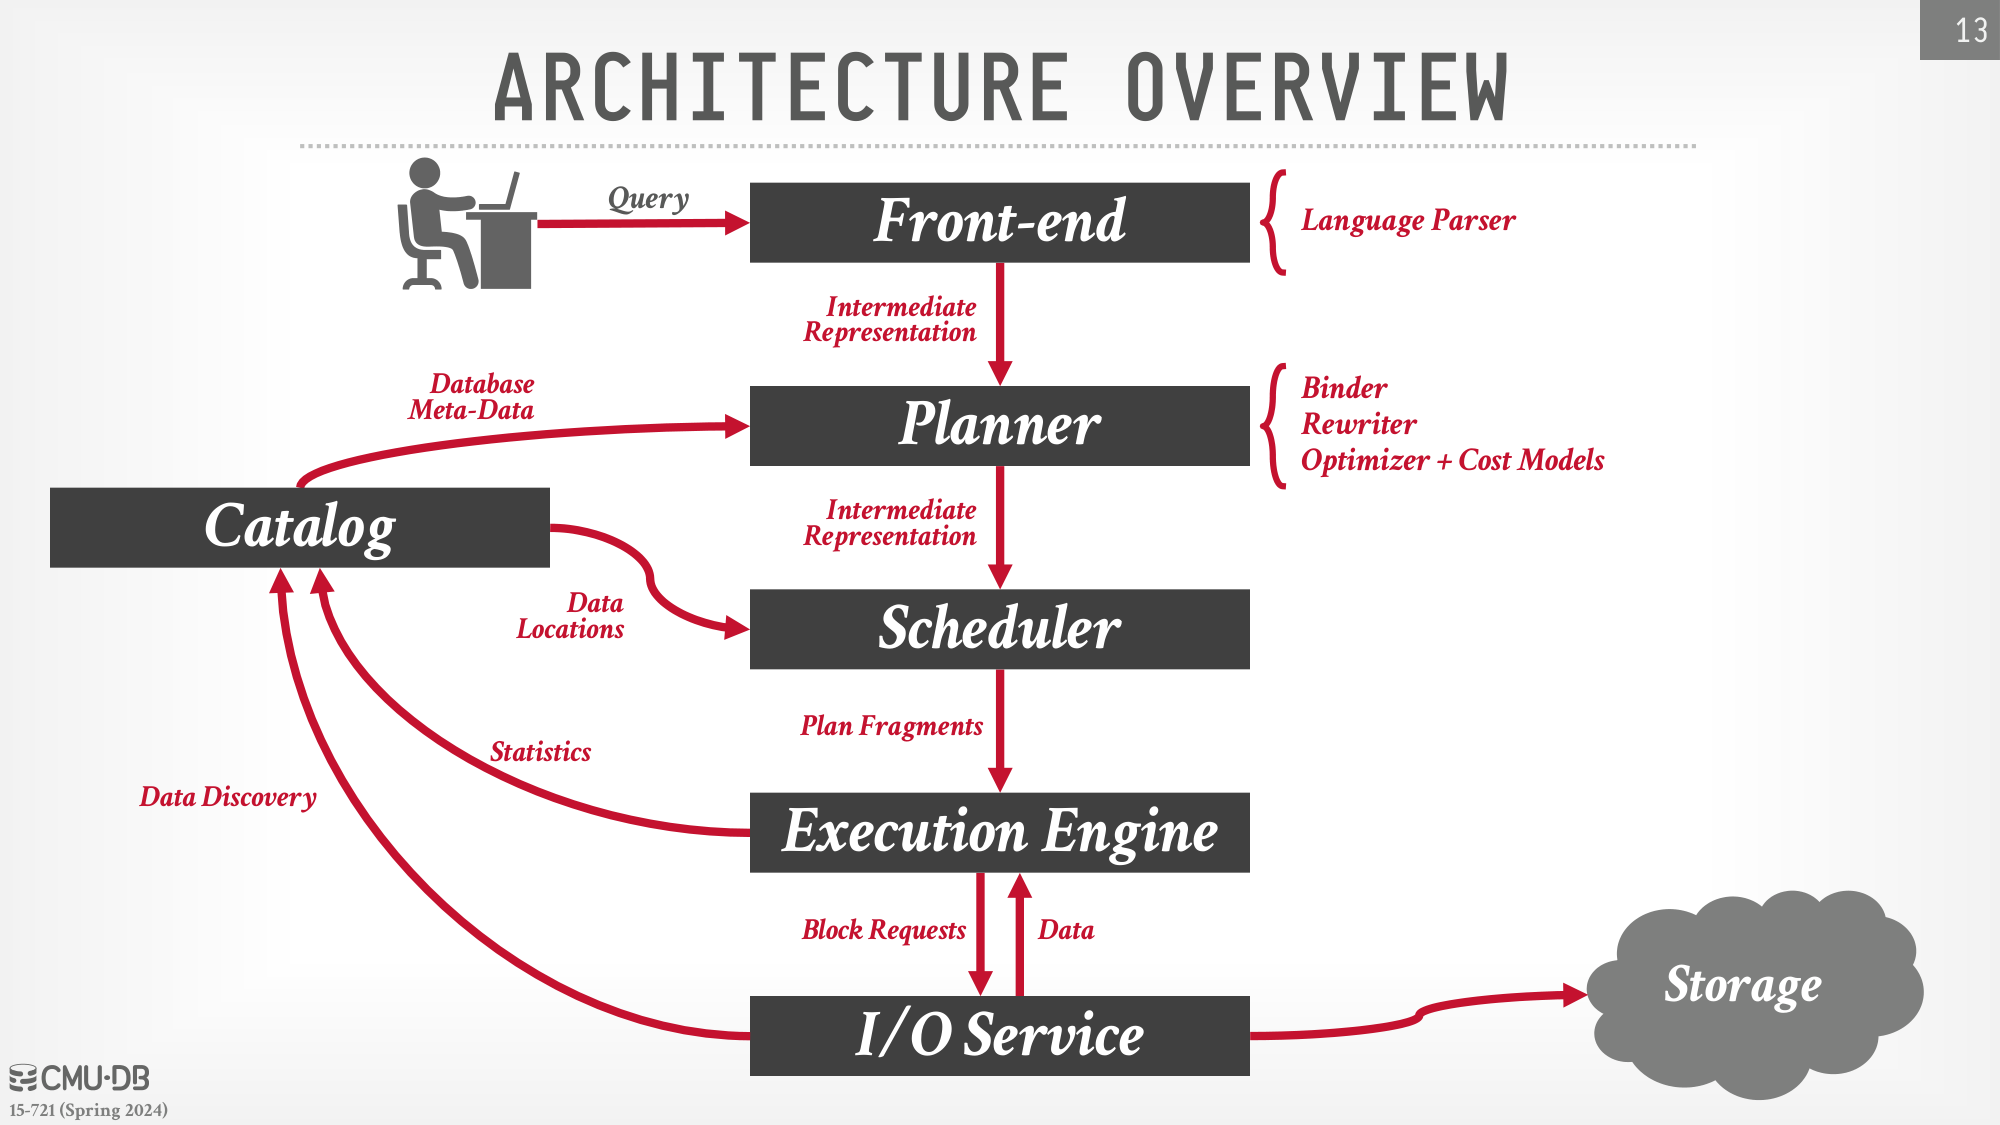 13
ARCHITECTURE OVERVIEW
Query
Front-end
Language Parser
Intermediate
Representation
Database
Meta-Data
Planner
Binder
Rewriter
Optimizer + Cost Models
Catalog
Intermediate
Representation
Data
Locations
Scheduler
Plan Fragments
Statistics
Data Discovery
Execution Engine
Block Requests
Data
I/O Service
Storage
CMU·DB
15-721 (Spring 2024)